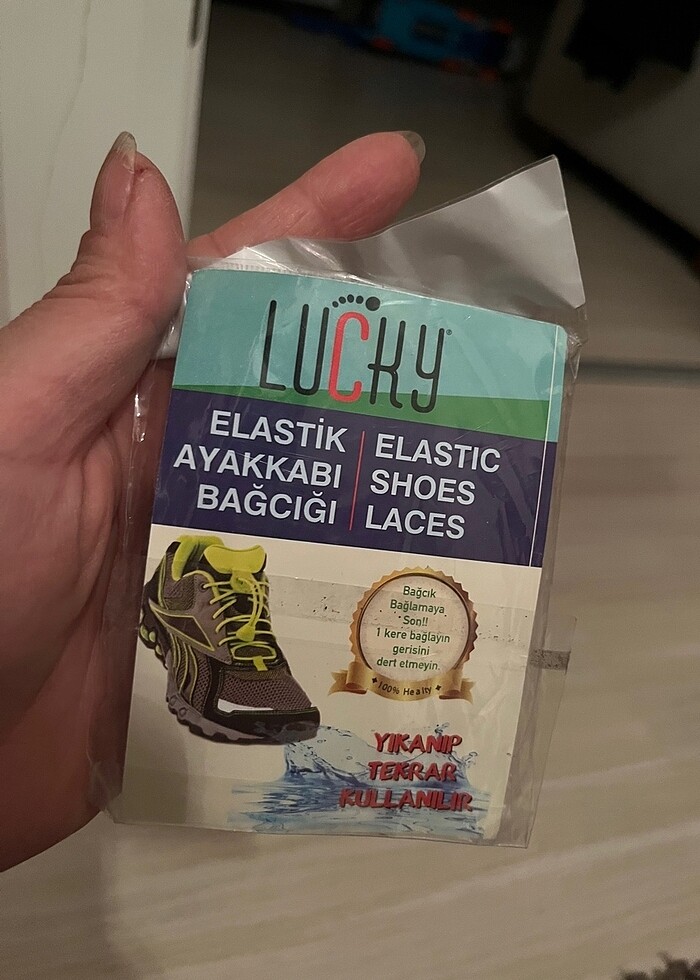 LUCKY
ELASTİK
AYAKKABI
BAĞCIĞI
ELASTIC
SHOES
LACES
Bağcık
Bağlamaya
Son!!
1 kere bağlayın
gerisini
dert etmeyin.
100% Healty
YIKANIP
TEKRAR
KULLANILIR